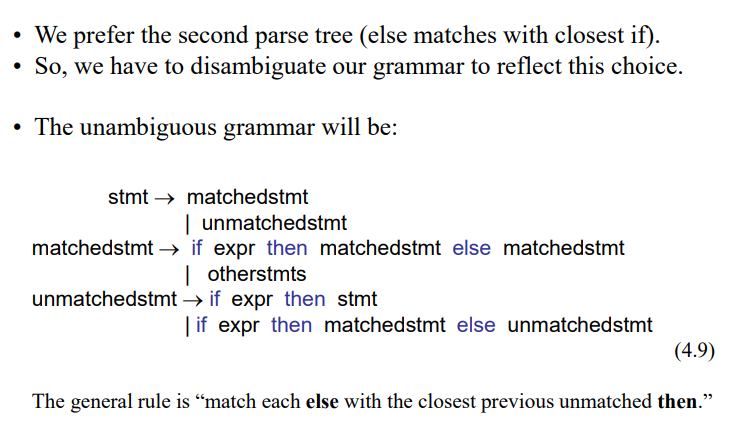 • We prefer the second parse tree (else matches with closest if).
• So, we have to disambiguate our grammar to reflect this choice.
• The unambiguous grammar will be:
stmt → matchedstmt
| unmatchedstmt
matchedstmt → if expr then matchedstmt else matchedstmt
| otherstmts
unmatchedstmt → if expr then stmt
| if expr then matchedstmt else unmatchedstmt
(4.9)
The general rule is “match each else with the closest previous unmatched then.”